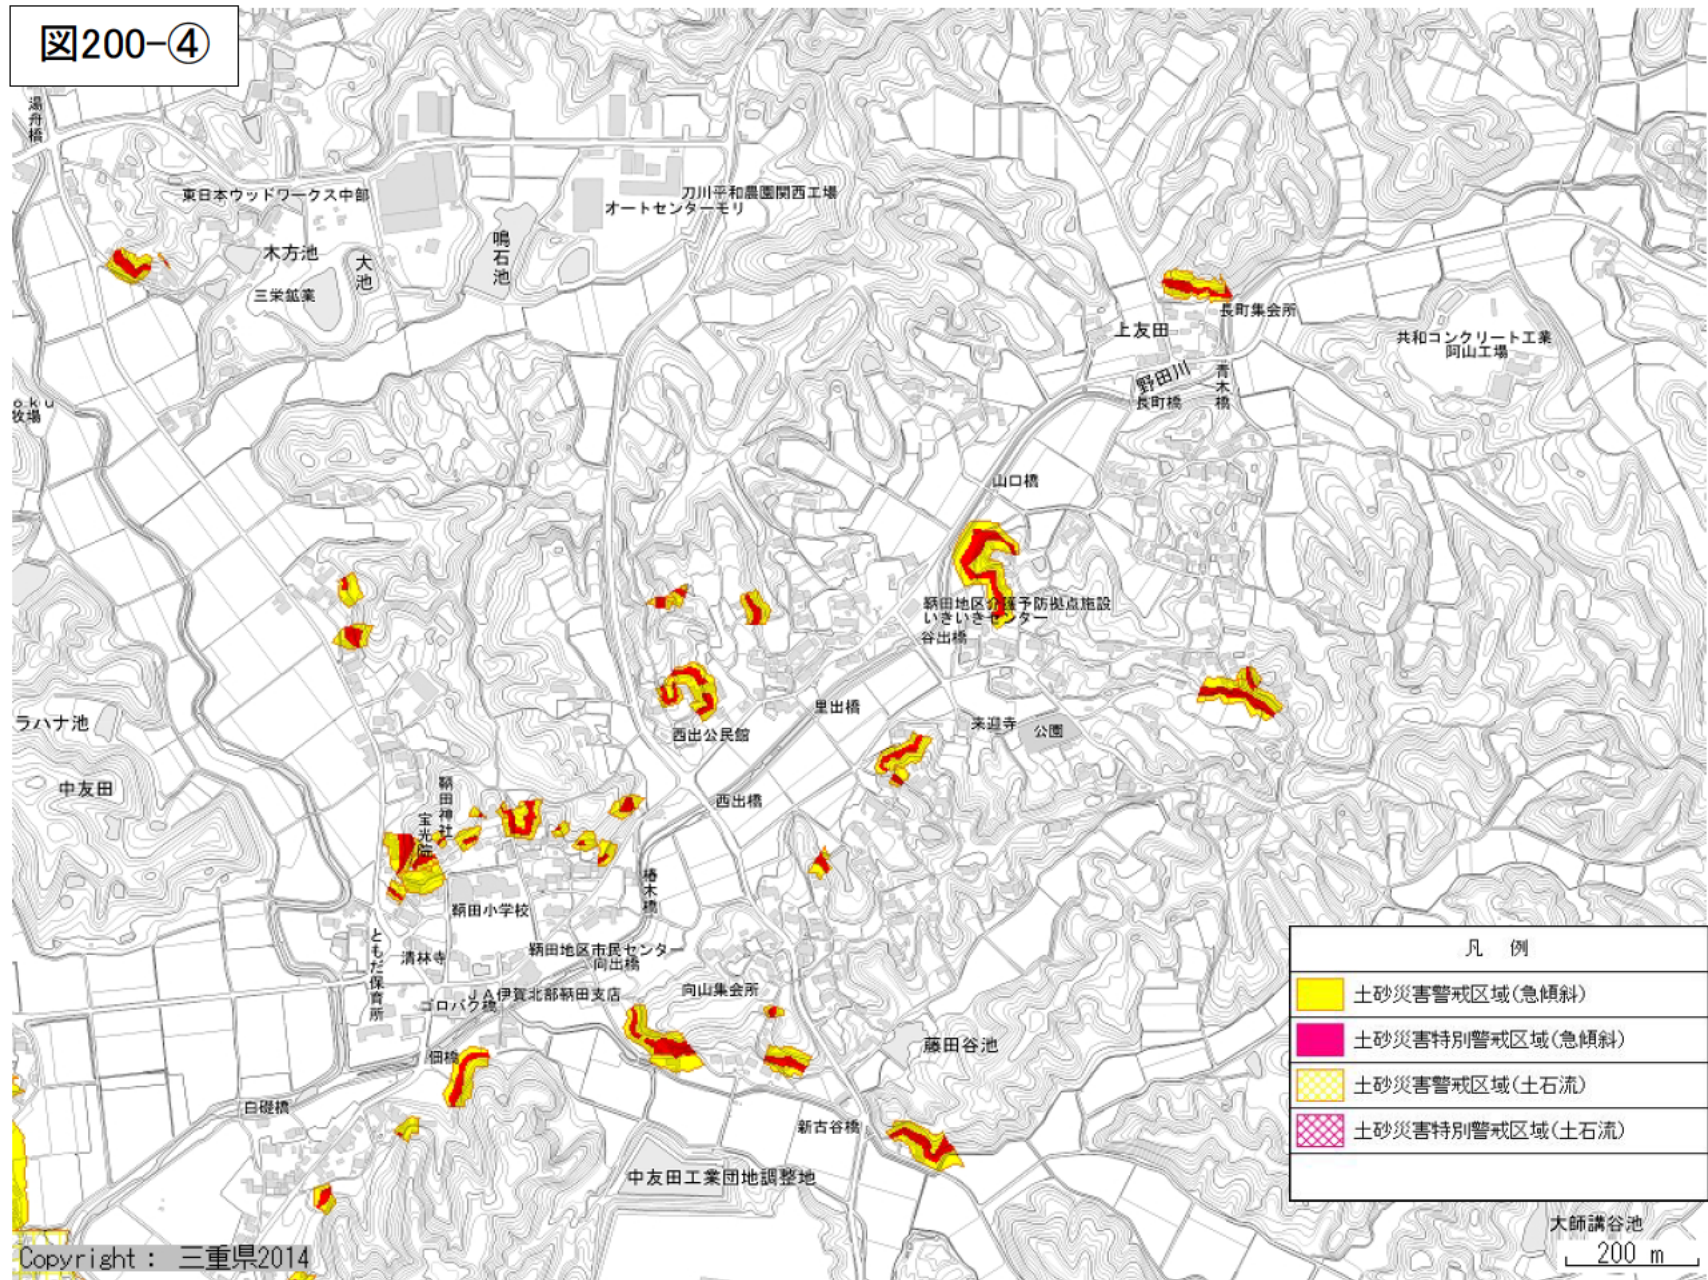 図200-④
湯舟橋
東日本ウッドワークス中部
刀川平和農園関西工場
オートセンターモリ
鳴石池
木方池
大池
三栄鉱業
長町集会所
上友田
共和コンクリート工業
阿山工場
野田川
青木橋
長町橋
oku
牧場
山口橋
鞆田地区介護予防拠点施設
いきいきセンター
谷出橋
里出橋
来迎寺
公園
西出公民館
ラハナ池
中友田
鞆田神社
宝光院
西出橋
椿木橋
鞆田小学校
ともだ保育所
清林寺
鞆田地区市民センター
向出橋
JA伊賀北部鞆田支店
ゴロバク橋
向山集会所
藤田谷池
佃橋
白礎橋
新古谷橋
中友田工業団地調整地
凡 例
土砂災害警戒区域(急傾斜)
土砂災害特別警戒区域(急傾斜)
土砂災害警戒区域(土石流)
土砂災害特別警戒区域(土石流)
大師講谷池
200 m
Copyright : 三重県2014